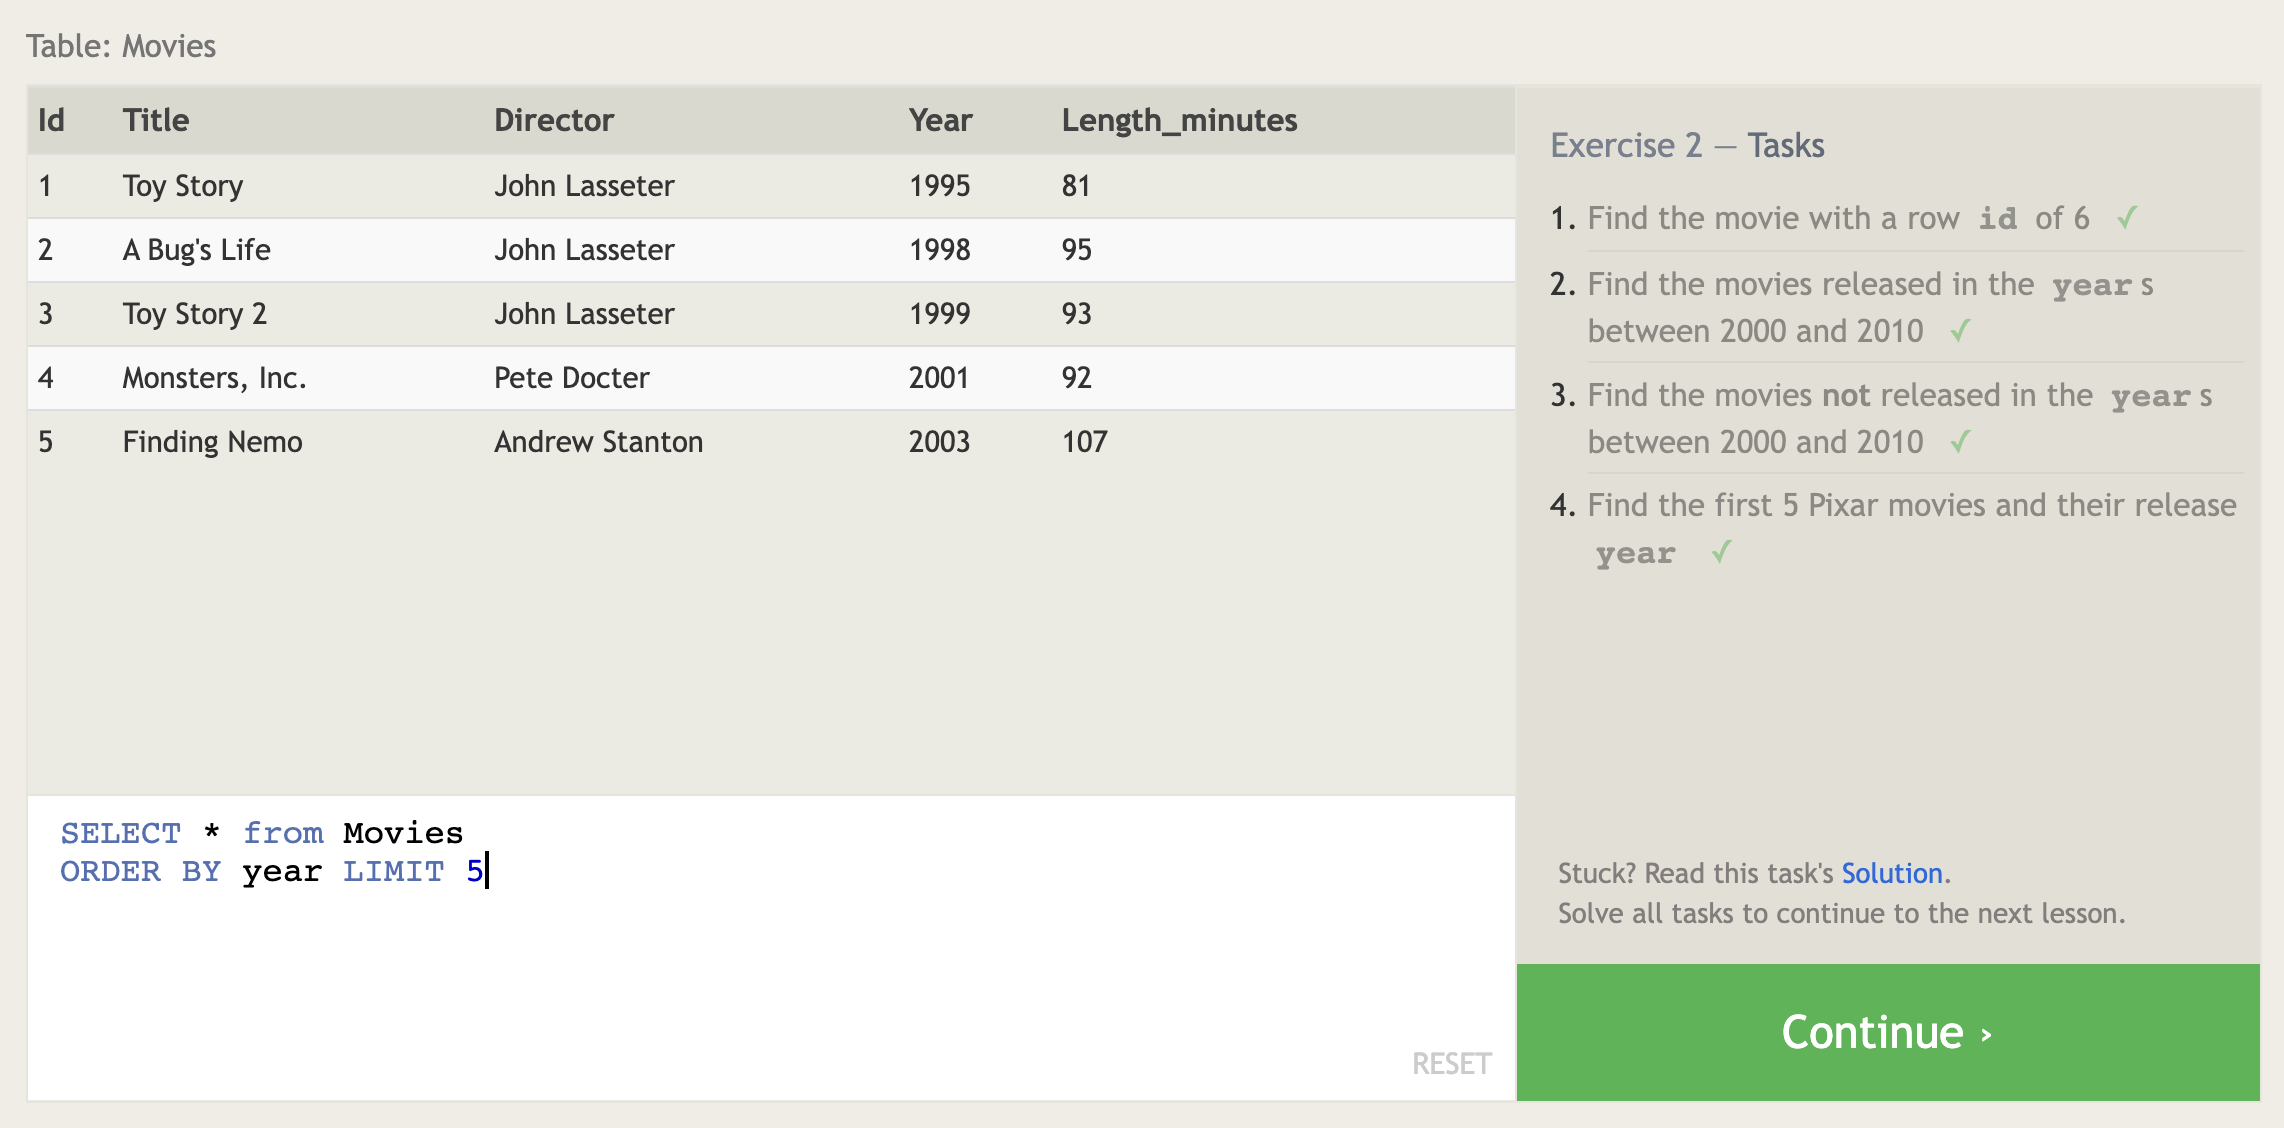 Table: Movies
Id Title Director Year Length_minutes
1 Toy Story John Lasseter 1995 81
2 A Bug's Life John Lasseter 1998 95
3 Toy Story 2 John Lasseter 1999 93
4 Monsters, Inc. Pete Docter 2001 92
5 Finding Nemo Andrew Stanton 2003 107
SELECT * from Movies
ORDER BY year LIMIT 5
RESET
Exercise 2 — Tasks
1. Find the movie with a row id of 6 ✓
2. Find the movies released in the year s
between 2000 and 2010 ✓
3. Find the movies not released in the year s
between 2000 and 2010 ✓
4. Find the first 5 Pixar movies and their release
year ✓
Stuck? Read this task's Solution.
Solve all tasks to continue to the next lesson.
Continue ›